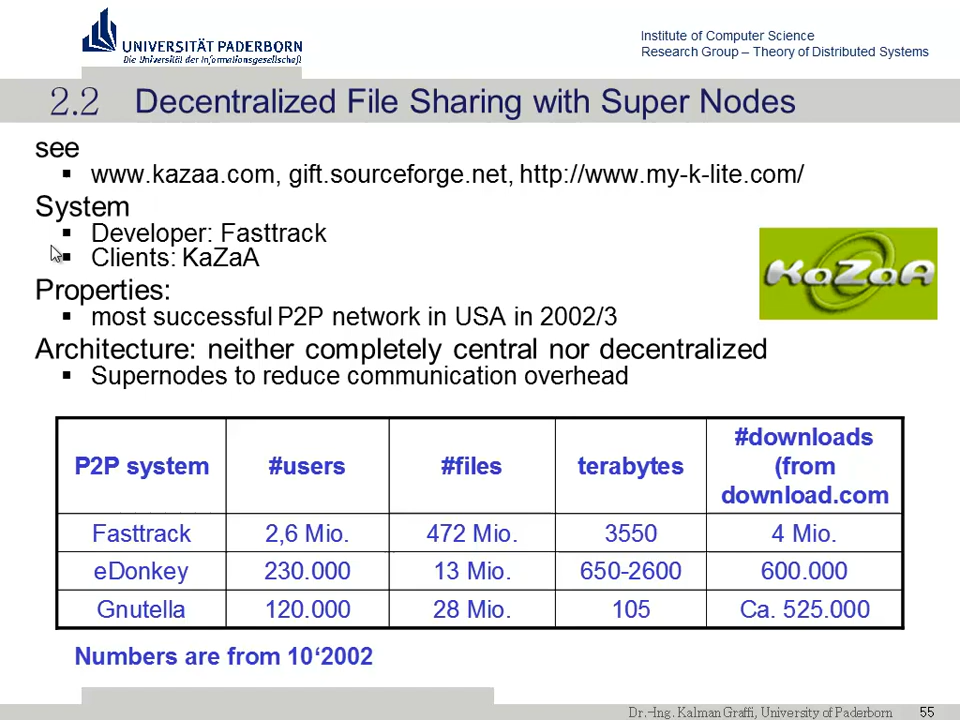 UNIVERSITÄT PADERBORN
Die Universität der Informationsgesellschaft
Institute of Computer Science
Research Group – Theory of Distributed Systems
2.2 Decentralized File Sharing with Super Nodes
see
▪ www.kazaa.com, gift.sourceforge.net, http://www.my-k-lite.com/
System
▪ Developer: Fasttrack
▪ Clients: KaZaA
Properties:
▪ most successful P2P network in USA in 2002/3
Architecture: neither completely central nor decentralized
▪ Supernodes to reduce communication overhead
KaZaA
P2P system #users #files terabytes #downloads (from download.com
Fasttrack 2,6 Mio. 472 Mio. 3550 4 Mio.
eDonkey 230.000 13 Mio. 650-2600 600.000
Gnutella 120.000 28 Mio. 105 Ca. 525.000
Numbers are from 10‘2002
Dr.-Ing. Kalman Graffi, University of Paderborn 55